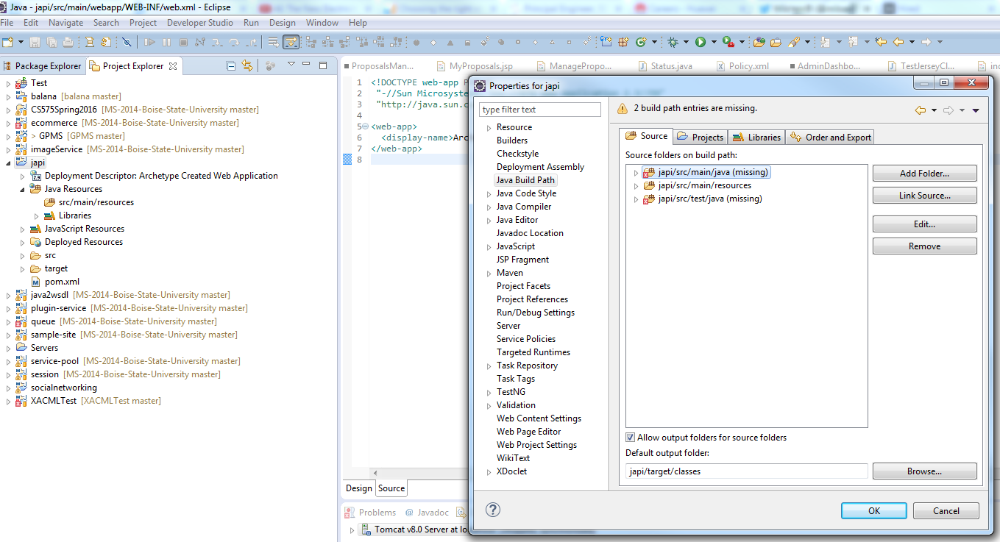 Java - japi/src/main/webapp/WEB-INF/web.xml - Eclipse
File Edit Navigate Search Project Developer Studio Run Design Window Help
Package Explorer Project Explorer
Test
balana [balana master]
CS575Spring2016 [MS-2014-Boise-State-University master]
ecommerce [MS-2014-Boise-State-University master]
> GPMS [GPMS master]
imageService [MS-2014-Boise-State-University master]
japi
Deployment Descriptor: Archetype Created Web Application
Java Resources
src/main/resources
Libraries
JavaScript Resources
Deployed Resources
src
target
pom.xml
java2wsdl [MS-2014-Boise-State-University master]
plugin-service [MS-2014-Boise-State-University master]
queue [MS-2014-Boise-State-University master]
sample-site [MS-2014-Boise-State-University master]
Servers
service-pool [MS-2014-Boise-State-University master]
session [MS-2014-Boise-State-University master]
socialnetworking
XACMLTest [XACMLTest master]
ProposalsMan... MyProposals.jsp ManagePropo... Status.java Policy.xml AdminDashbo... TestJerseyCl... ind
1 <!DOCTYPE web-app P
2 "-//Sun Microsyste
3 "http://java.sun.c
4
5 <web-app>
6 <display-name>Arc
7 </web-app>
8
Design Source
Problems @ Javadoc
Tomcat v8.0 Server at lo
Properties for japi
type filter text
Resource
Builders
Checkstyle
Deployment Assembly
Java Build Path
Java Code Style
Java Compiler
Java Editor
Javadoc Location
JavaScript
JSP Fragment
Maven
Project Facets
Project References
Run/Debug Settings
Server
Service Policies
Targeted Runtimes
Task Repository
Task Tags
TestNG
Validation
Web Content Settings
Web Page Editor
Web Project Settings
WikiText
XDoclet
2 build path entries are missing.
Source Projects Libraries Order and Export
Source folders on build path:
japi/src/main/java (missing)
japi/src/main/resources
japi/src/test/java (missing)
Add Folder...
Link Source...
Edit...
Remove
Allow output folders for source folders
Default output folder:
japi/target/classes
Browse...
OK Cancel